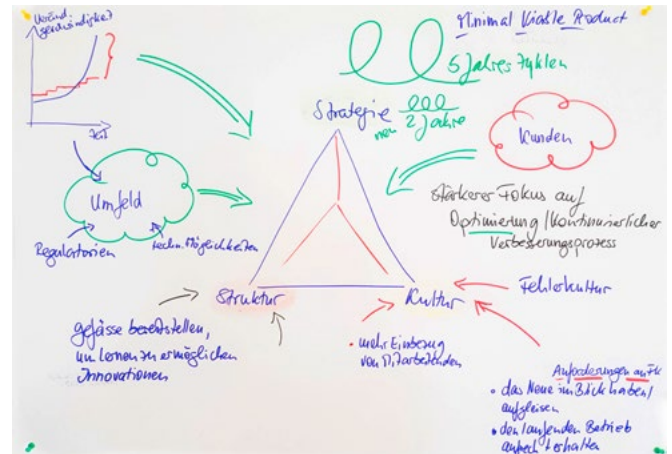 Veränd.
geschwindigkeit
Zeit
Umfeld
Regulatorien
techn. Möglichkeiten
Minimal Viable Product
5 Jahres Zyklen
Strategie
neu 2 Jahre
Kunden
stärkerer Fokus auf
Optimierung/Kontinuierlicher
Verbesserungsprozess
Struktur
Kultur
Fehlerkultur
gefässe bereitstellen,
um Lernen zu ermöglichen
Innovationen
• mehr Einbezug
von Mitarbeitenden
Anforderungen an FK
• das Neue im Blick haben/
aufgleisen
• den laufenden Betrieb
aufrecht erhalten